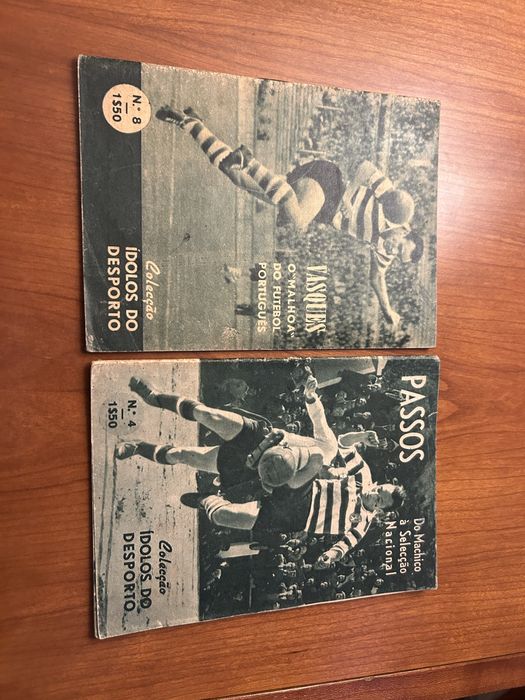 N.º 8
1$50
VASQUES
O "MALHOA"
DO FUTEBOL
PORTUGUÊS
Colecção
ÍDOLOS DO
DESPORTO
PASSOS
Do Machico
à Selecção
Nacional
N.º 4
1$50
Colecção
ÍDOLOS DO
DESPORTO